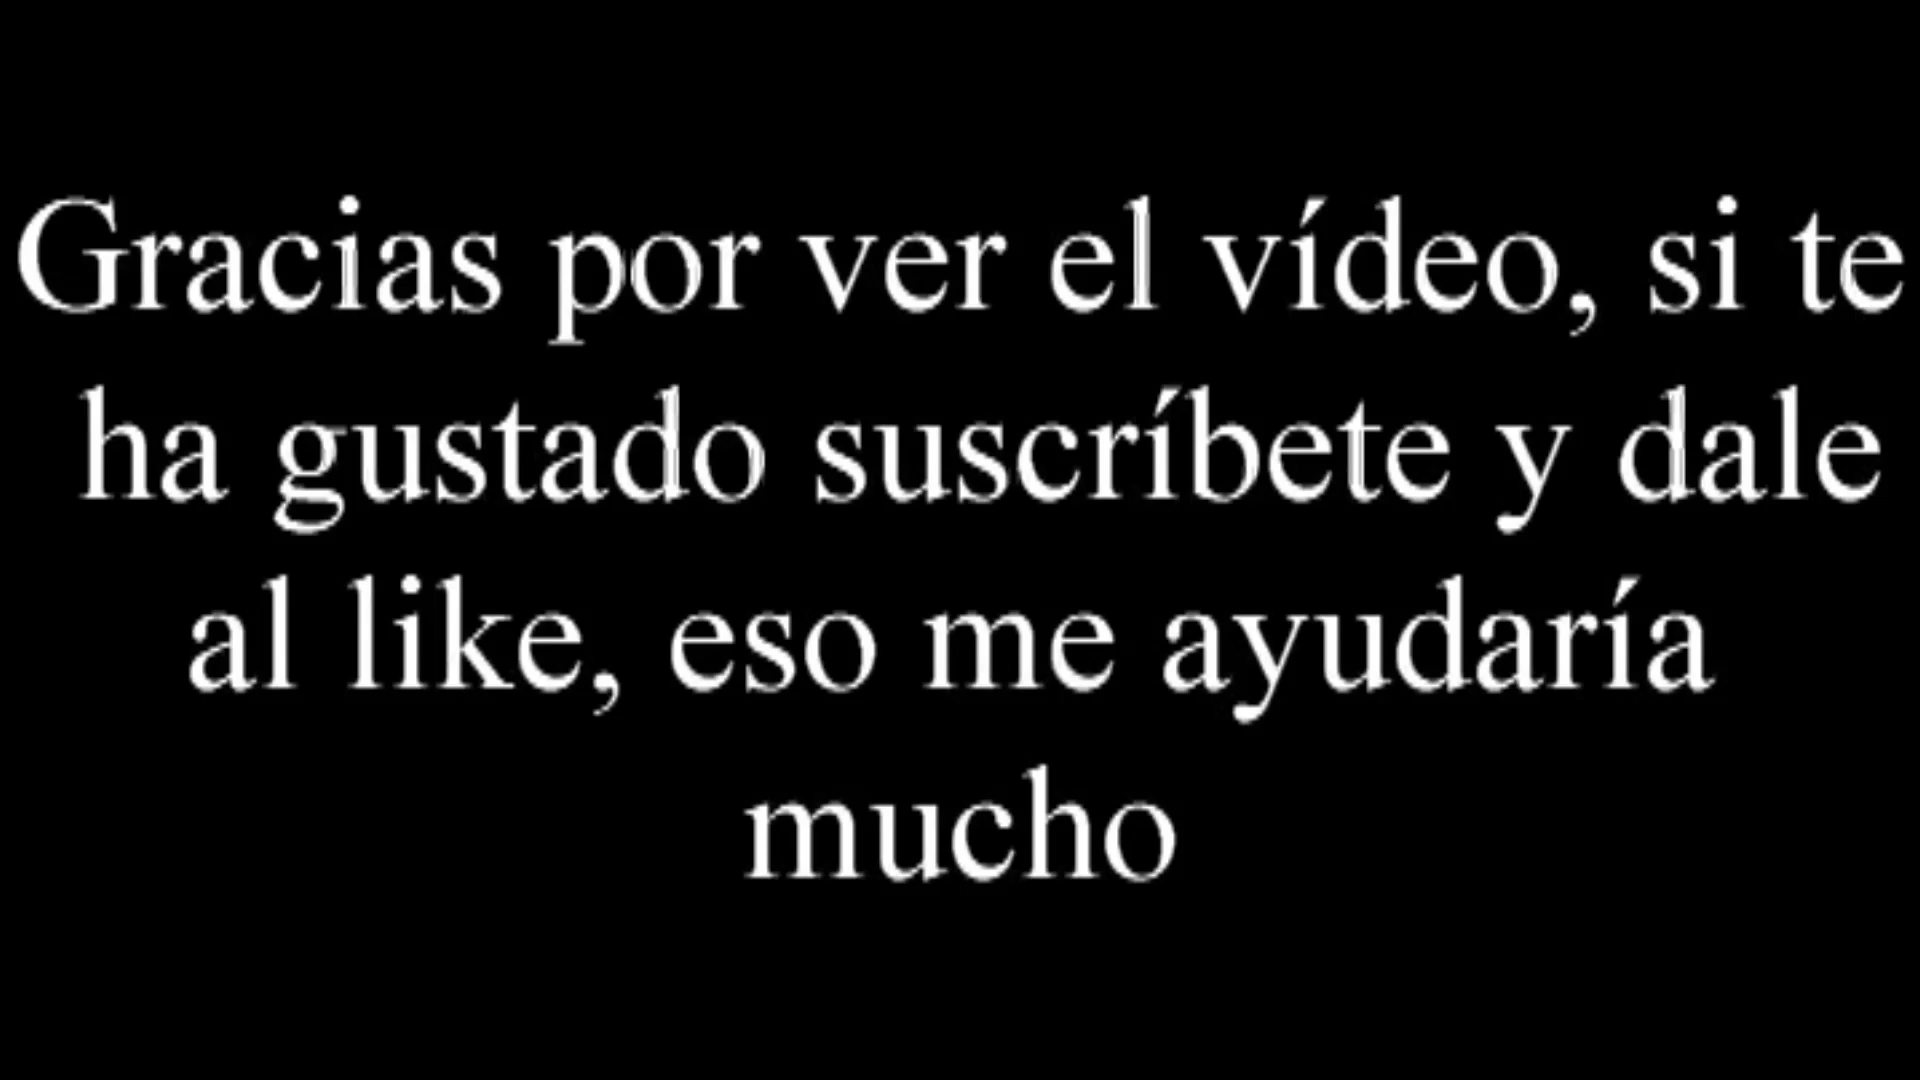 Gracias por ver el vídeo, si te
ha gustado suscríbete y dale
al like, eso me ayudaría
mucho